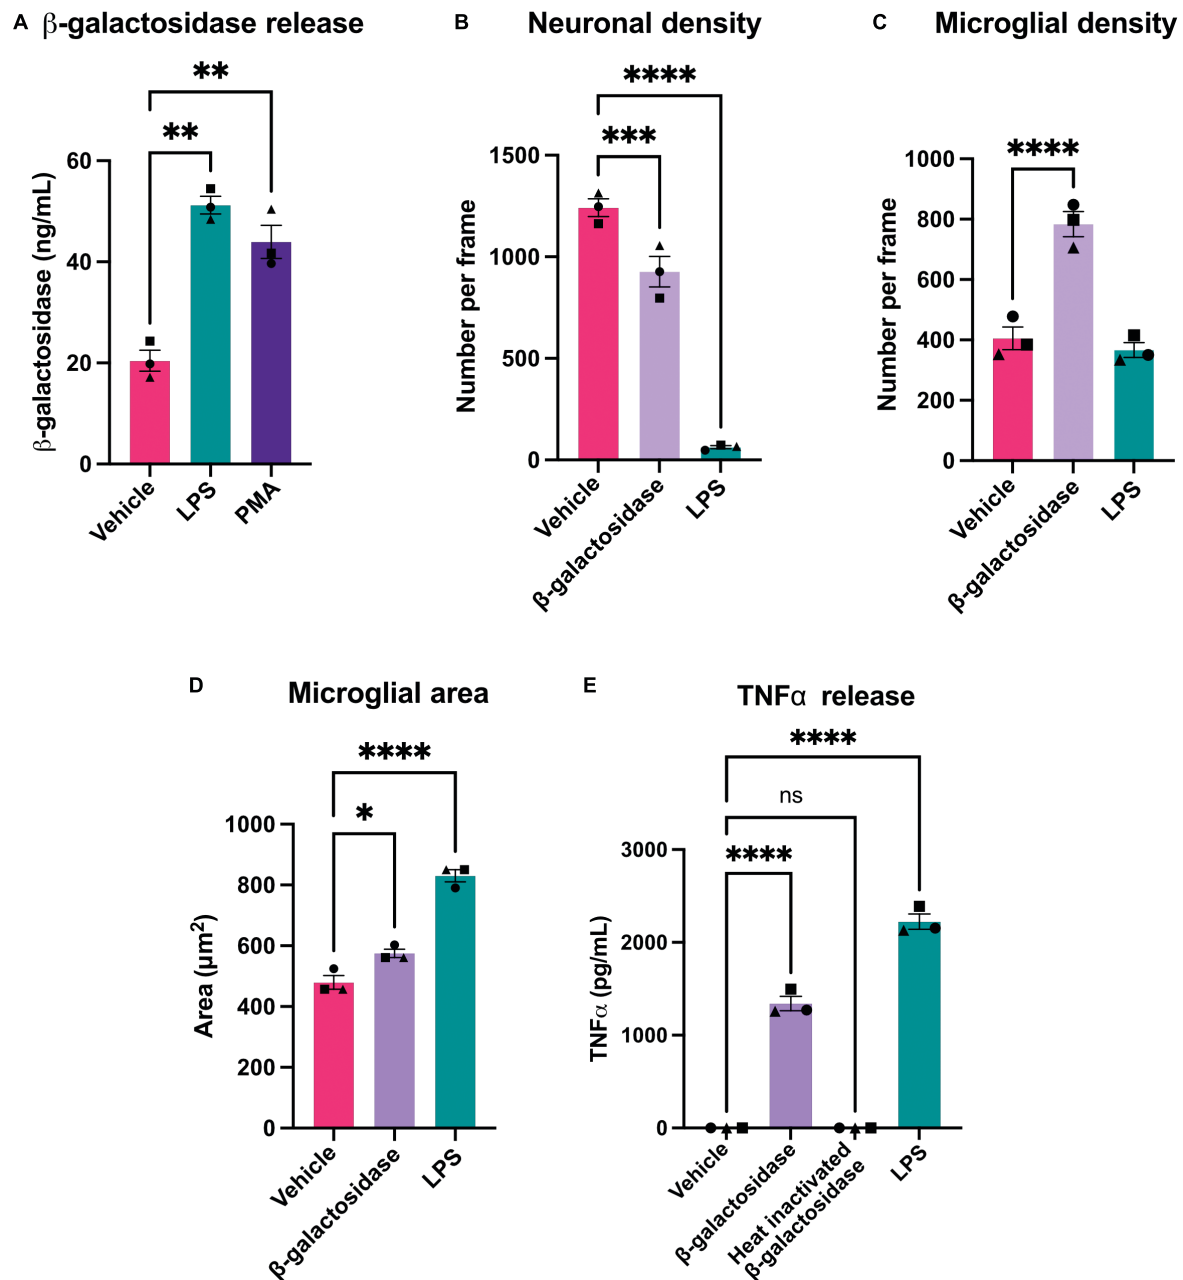 A β-galactosidase release
**
**
β-galactosidase (ng/mL)
60
40
20
0
Vehicle
LPS
PMA
B Neuronal density
****
***
Number per frame
1500
1000
500
0
Vehicle
β-galactosidase
LPS
C Microglial density
****
Number per frame
1000
800
600
400
200
0
Vehicle
β-galactosidase
LPS
D Microglial area
****
*
Area (µm²)
1000
800
600
400
200
0
Vehicle
β-galactosidase
LPS
E TNFα release
****
ns
****
TNFα (pg/mL)
3000
2000
1000
0
Vehicle
β-galactosidase
Heat inactivated
β-galactosidase
LPS